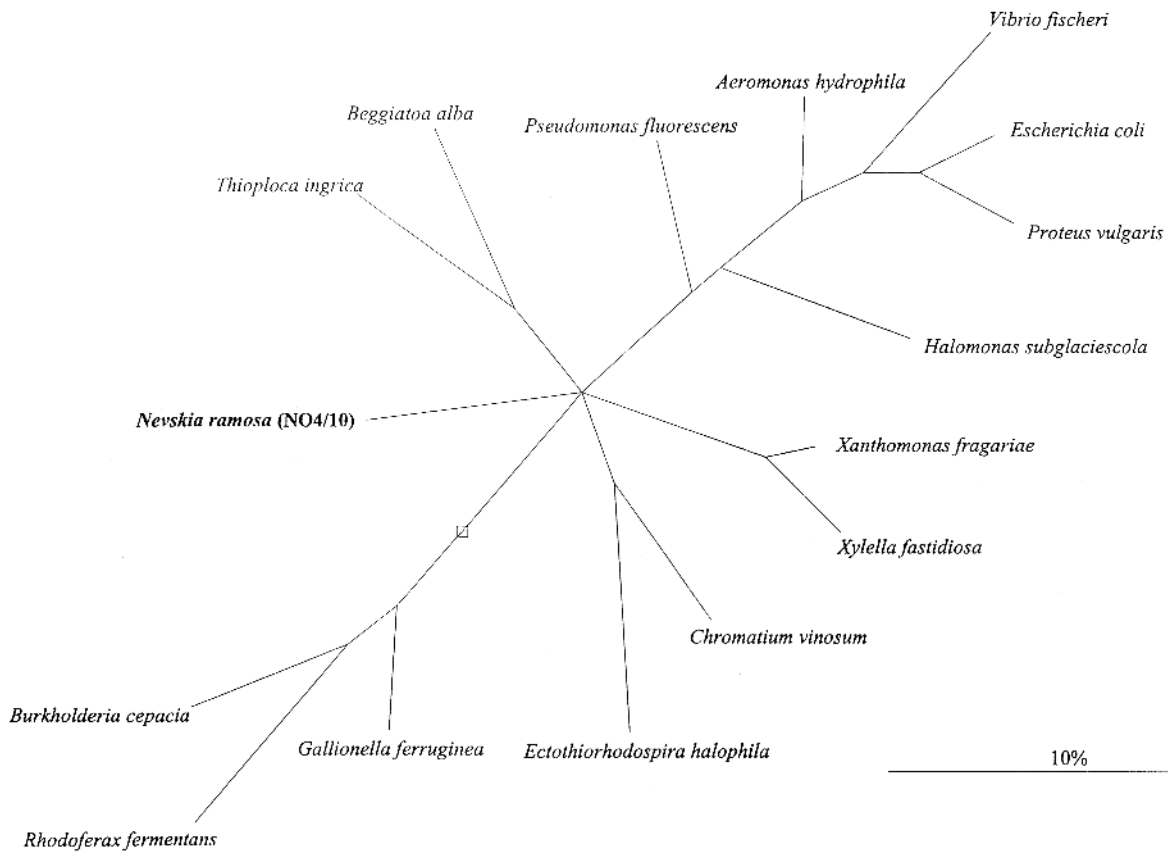 Vibrio fischeri
Aeromonas hydrophila
Beggiatoa alba
Pseudomonas fluorescens
Escherichia coli
Thioploca ingrica
Proteus vulgaris
Halomonas subglaciescola
Nevskia ramosa (NO4/10)
Xanthomonas fragariae
Xylella fastidiosa
Chromatium vinosum
Burkholderia cepacia
Gallionella ferruginea
Ectothiorhodospira halophila
10%
Rhodoferax fermentans